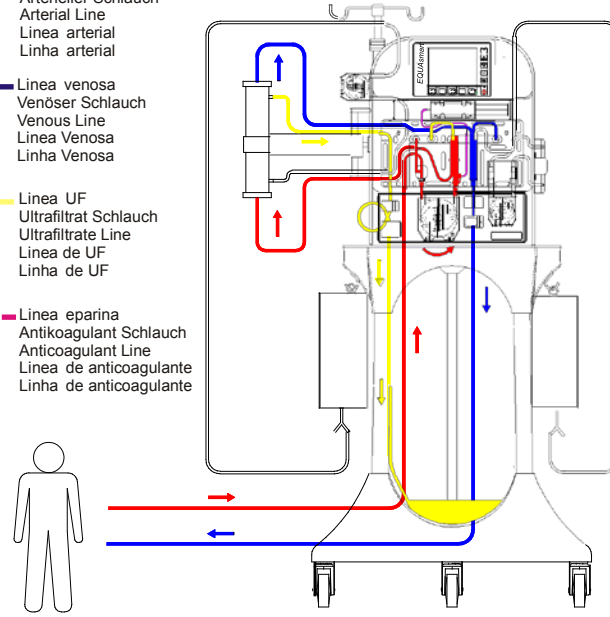 Arterieller Schlauch
Arterial Line
Linea arterial
Linha arterial
Linea venosa
Venöser Schlauch
Venous Line
Linea Venosa
Linha Venosa
Linea UF
Ultrafiltrat Schlauch
Ultrafiltrate Line
Linea de UF
Linha de UF
Linea eparina
Antikoagulant Schlauch
Anticoagulant Line
Linea de anticoagulante
Linha de anticoagulante
EQUAsmart